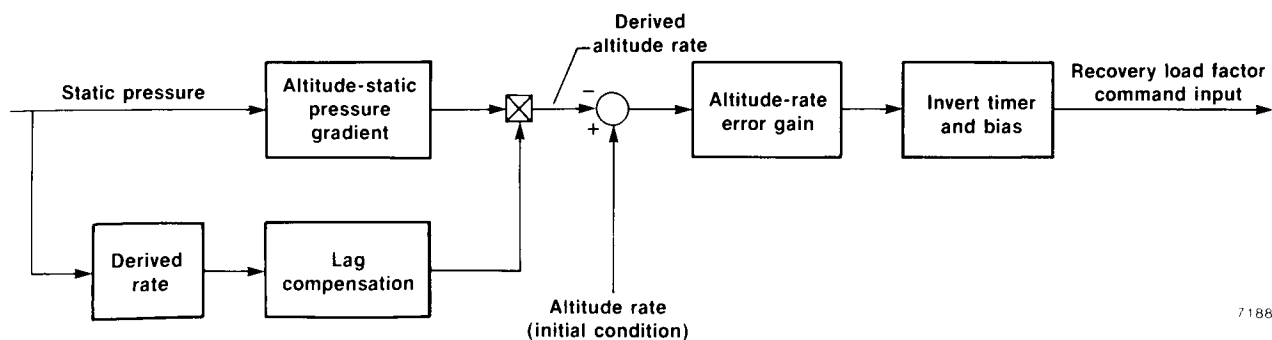 Derived
altitude rate
Static pressure
Altitude-static
pressure
gradient
−
+
Altitude-rate
error gain
Invert timer
and bias
Recovery load factor
command input
Derived
rate
Lag
compensation
Altitude rate
(initial condition)
7188